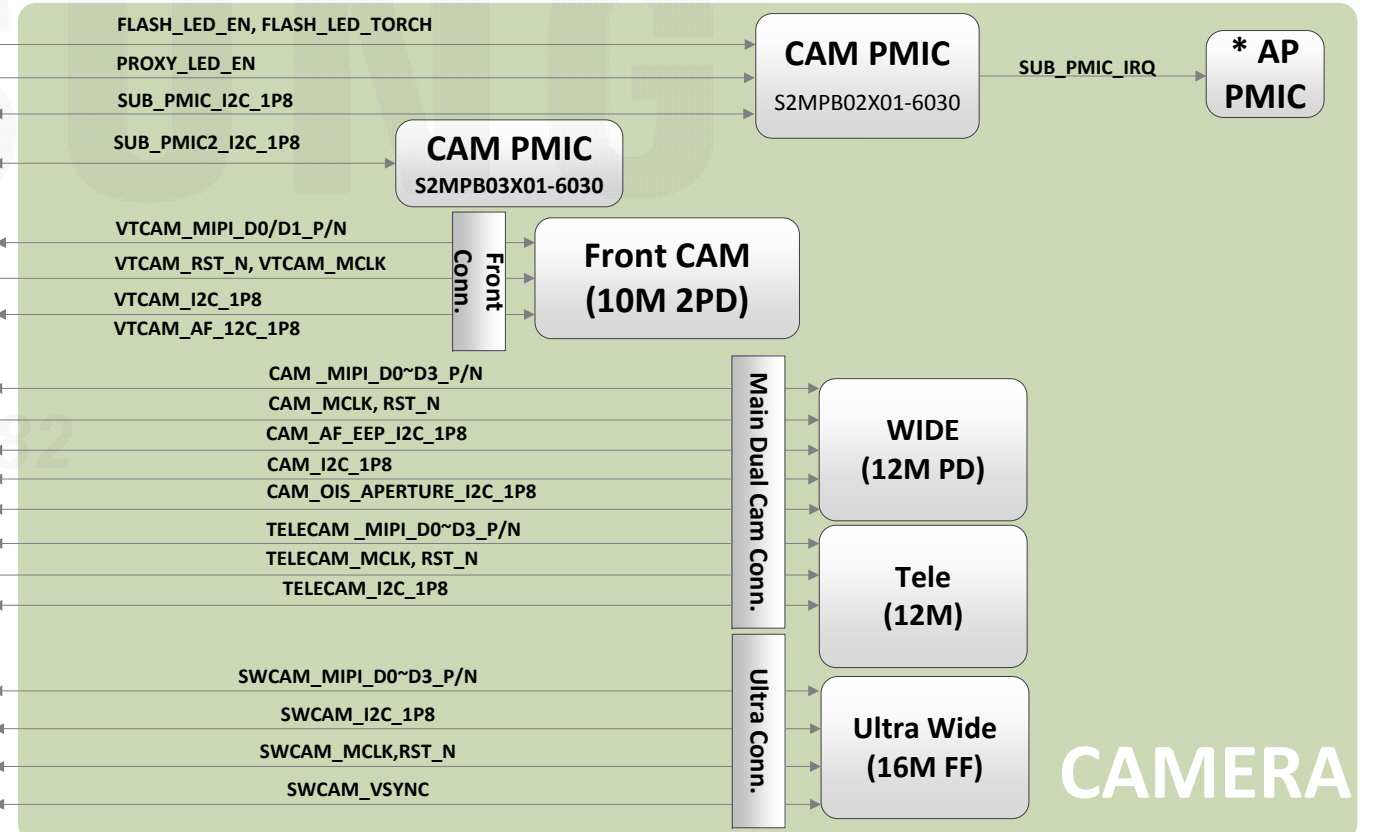 FLASH_LED_EN, FLASH_LED_TORCH
PROXY_LED_EN
SUB_PMIC_I2C_1P8
CAM PMIC
S2MPB02X01-6030
SUB_PMIC_IRQ
* AP
PMIC
SUB_PMIC2_I2C_1P8
CAM PMIC
S2MPB03X01-6030
VTCAM_MIPI_D0/D1_P/N
VTCAM_RST_N, VTCAM_MCLK
VTCAM_I2C_1P8
VTCAM_AF_12C_1P8
Front
Conn.
Front CAM
(10M 2PD)
CAM _MIPI_D0~D3_P/N
CAM_MCLK, RST_N
CAM_AF_EEP_I2C_1P8
CAM_I2C_1P8
CAM_OIS_APERTURE_I2C_1P8
TELECAM _MIPI_D0~D3_P/N
TELECAM_MCLK, RST_N
TELECAM_I2C_1P8
Main Dual Cam Conn.
WIDE
(12M PD)
Tele
(12M)
SWCAM_MIPI_D0~D3_P/N
SWCAM_I2C_1P8
SWCAM_MCLK,RST_N
SWCAM_VSYNC
Ultra Conn.
Ultra Wide
(16M FF)
CAMERA